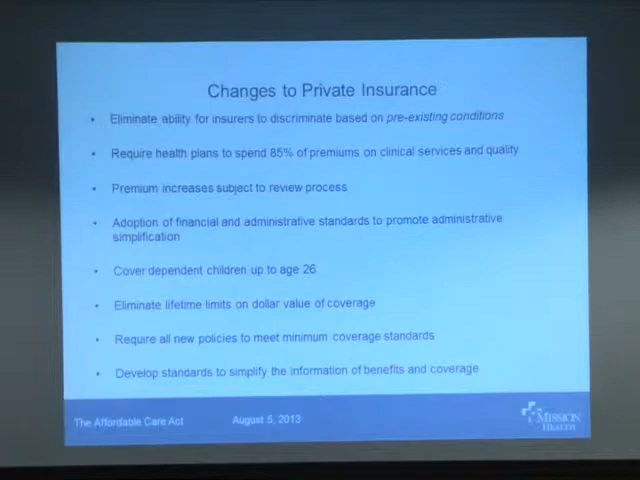 Changes to Private Insurance
• Eliminate ability for insurers to discriminate based on pre-existing conditions
• Require health plans to spend 85% of premiums on clinical services and quality
• Premium increases subject to review process
• Adoption of financial and administrative standards to promote administrative
simplification
• Cover dependent children up to age 26
• Eliminate lifetime limits on dollar value of coverage
• Require all new policies to meet minimum coverage standards
• Develop standards to simplify the information of benefits and coverage
The Affordable Care Act August 5, 2013
MISSION
HEALTH